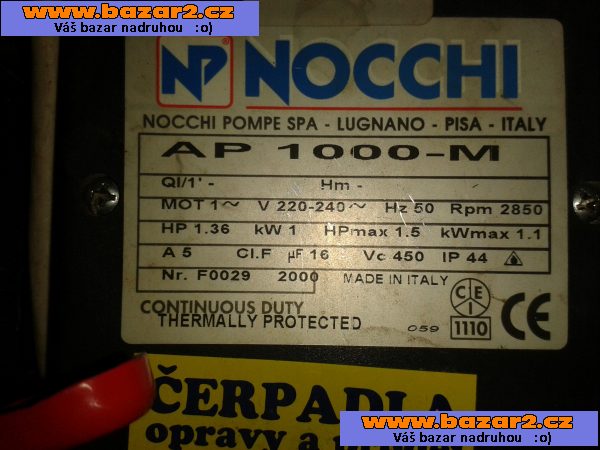 www.bazar2.cz
Váš bazar nadruhou :o)
NP NOCCHI
NOCCHI POMPE SPA - LUGNANO - PISA - ITALY
AP 1000-M
Ql/1' - Hm -
MOT 1~ V 220-240~ Hz 50 Rpm 2850
HP 1.36 kW 1 HPmax 1.5 kWmax 1.1
A 5 Cl.F µF 16 Vc 450 IP 44
Nr. F0029 2000 MADE IN ITALY
CONTINUOUS DUTY
THERMALLY PROTECTED 059
C E I
1110
CE
ČERPADLA
opravy a
www.bazar2.cz
Váš bazar nadruhou :o)